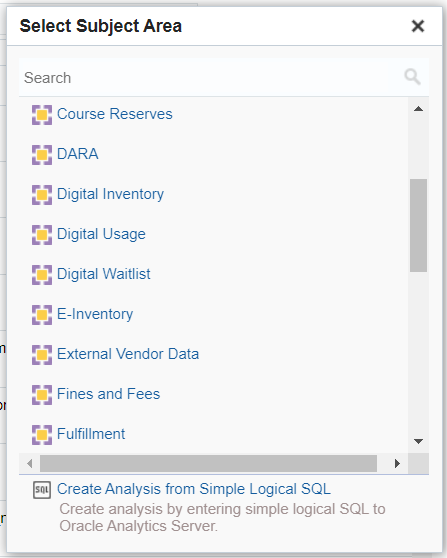 Select Subject Area
Search
Course Reserves
DARA
Digital Inventory
Digital Usage
Digital Waitlist
E-Inventory
External Vendor Data
Fines and Fees
Fulfillment
SQL Create Analysis from Simple Logical SQL
Create analysis by entering simple logical SQL to
Oracle Analytics Server.